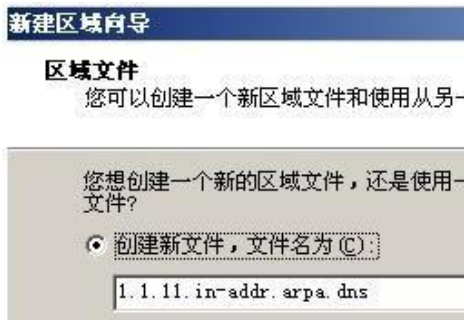 新建区域向导
区域文件
您可以创建一个新区域文件和使用从另一
您想创建一个新的区域文件，还是使用一
文件?
创建新文件，文件名为(C):
1.1.11.in-addr.arpa.dns